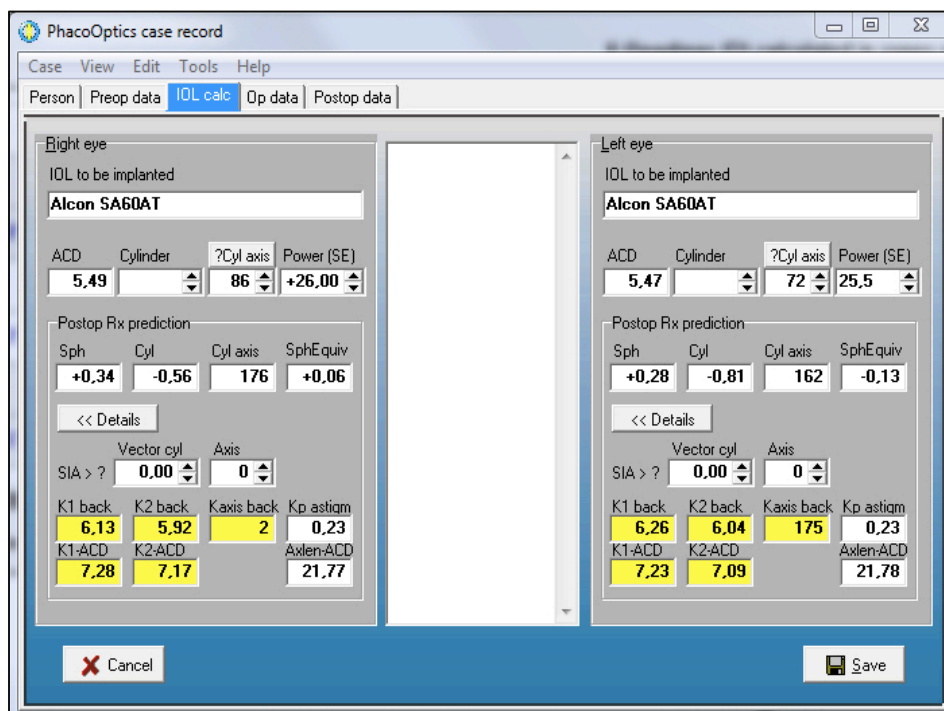 PhacoOptics case record
Case View Edit Tools Help
Person Preop data IOL calc Op data Postop data
Right eye
IOL to be implanted
Alcon SA60AT
ACD Cylinder ?Cyl axis Power (SE)
5,49 86 +26,00
Postop Rx prediction
Sph Cyl Cyl axis SphEquiv
+0,34 -0,56 176 +0,06
<< Details
Vector cyl Axis
SIA > ? 0,00 0
K1 back K2 back Kaxis back Kp astigm
6,13 5,92 2 0,23
K1-ACD K2-ACD Axlen-ACD
7,28 7,17 21,77
Left eye
IOL to be implanted
Alcon SA60AT
ACD Cylinder ?Cyl axis Power (SE)
5,47 72 25,5
Postop Rx prediction
Sph Cyl Cyl axis SphEquiv
+0,28 -0,81 162 -0,13
<< Details
Vector cyl Axis
SIA > ? 0,00 0
K1 back K2 back Kaxis back Kp astigm
6,26 6,04 175 0,23
K1-ACD K2-ACD Axlen-ACD
7,23 7,09 21,78
Cancel Save